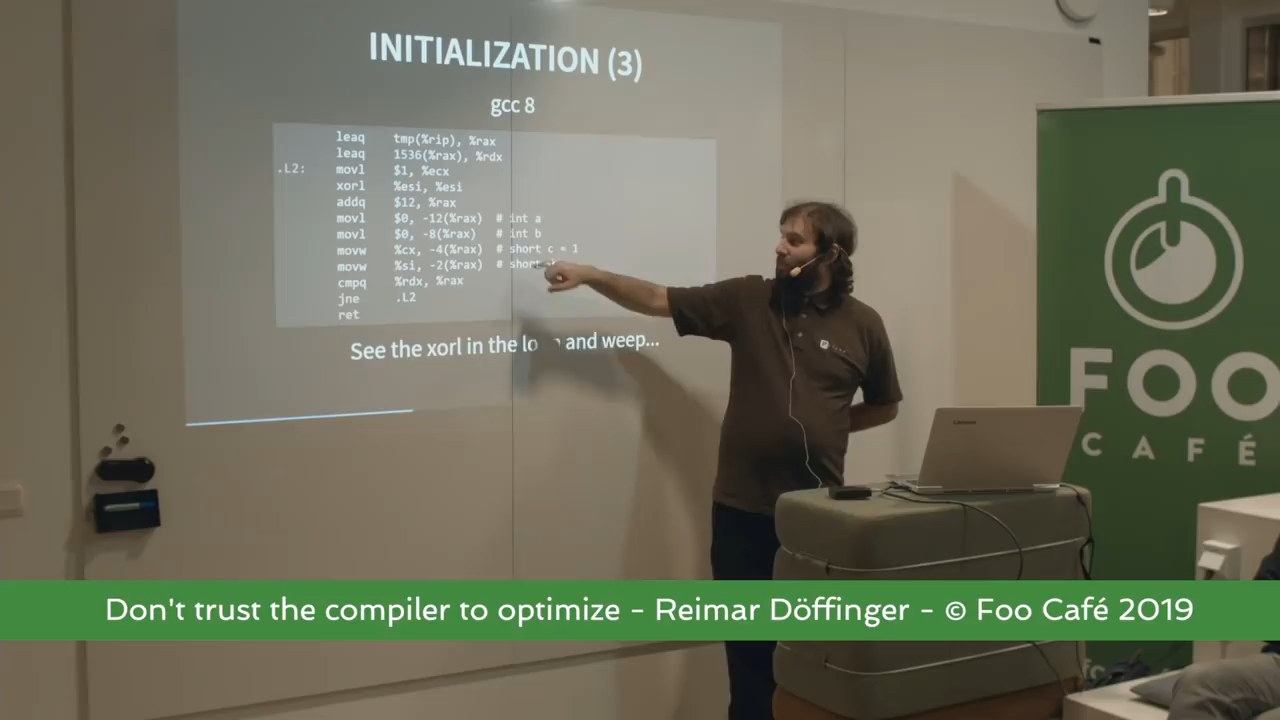 INITIALIZATION (3)
gcc 8
leaq tmp(%rip), %rax
leaq 1536(%rax), %rdx
.L2: movl $1, %ecx
xorl %esi, %esi
addq $12, %rax
movl $0, -12(%rax) # int a
movl $0, -8(%rax) # int b
movw %cx, -4(%rax) # short c = 1
movw %si, -2(%rax) # short
cmpq %rdx, %rax
jne .L2
ret
See the xorl in the and weep...
FOO
CAFÉ
Lenovo
Don't trust the compiler to optimize - Reimar Döffinger - © Foo Café 2019